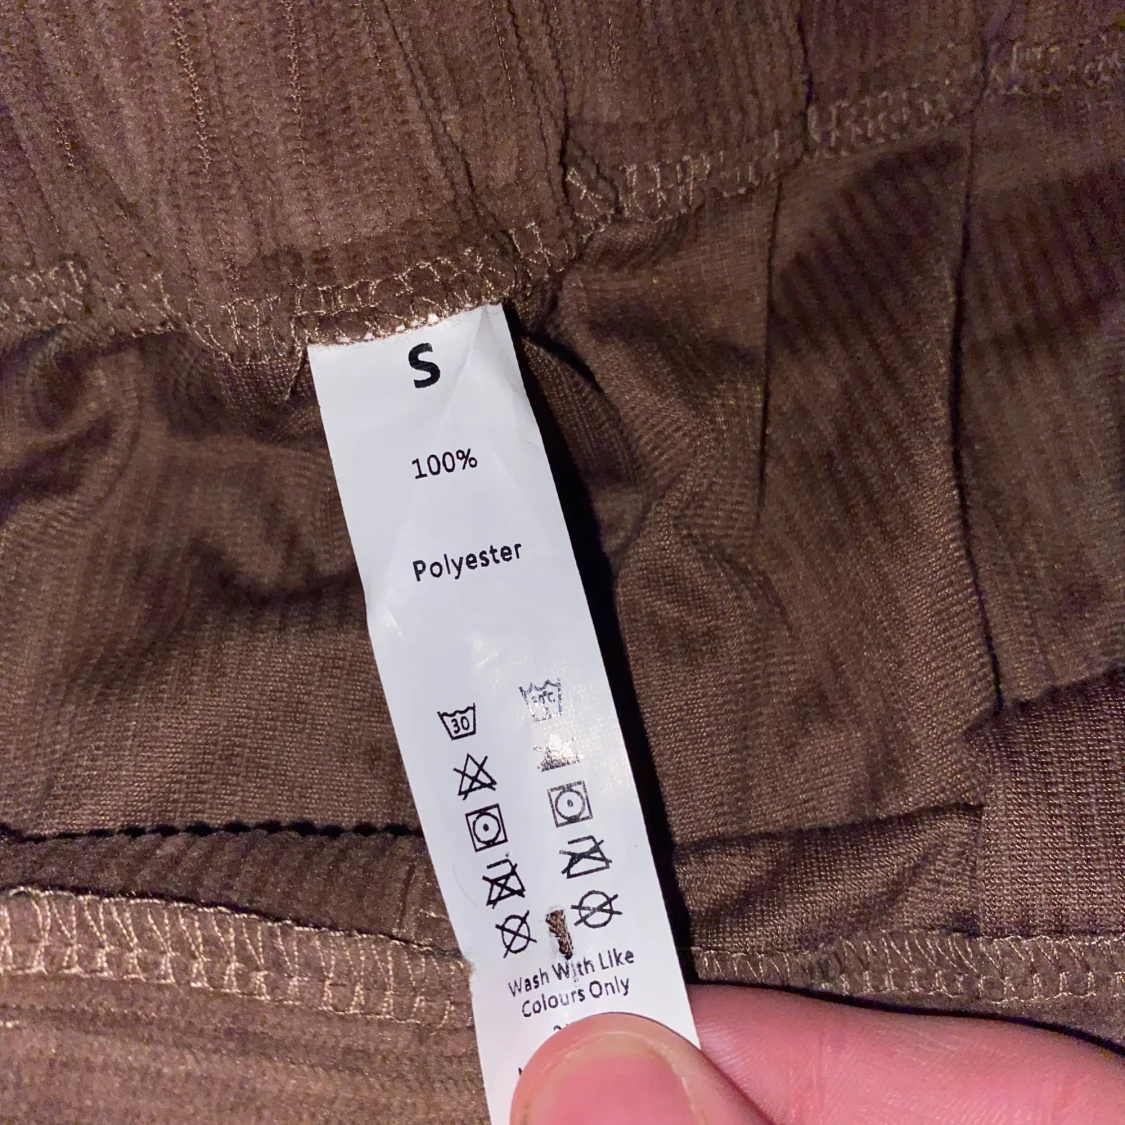 S
100%
Polyester
30
Wash With Like
Colours Only